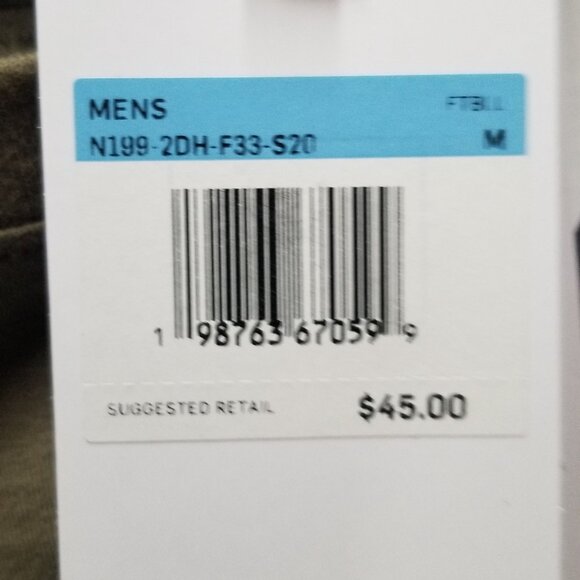 MENS FTBLL
N199-2DH-F33-S20 M
1 98763 67059 9
SUGGESTED RETAIL $45.00